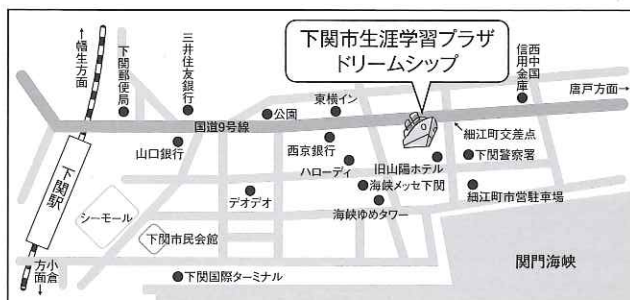 下関市生涯学習プラザ
ドリームシップ
↑幡生方面
下関郵便局
三井住友銀行
公園
東横イン
西中国信用金庫
唐戸方面→
国道9号線
細江町交差点
山口銀行
西京銀行
旧山陽ホテル
下関警察署
ハローディ
海峡メッセ下関
細江町市営駐車場
デオデオ
海峡ゆめタワー
下関駅
シーモール
下関市民会館
関門海峡
小倉方面↓
下関国際ターミナル